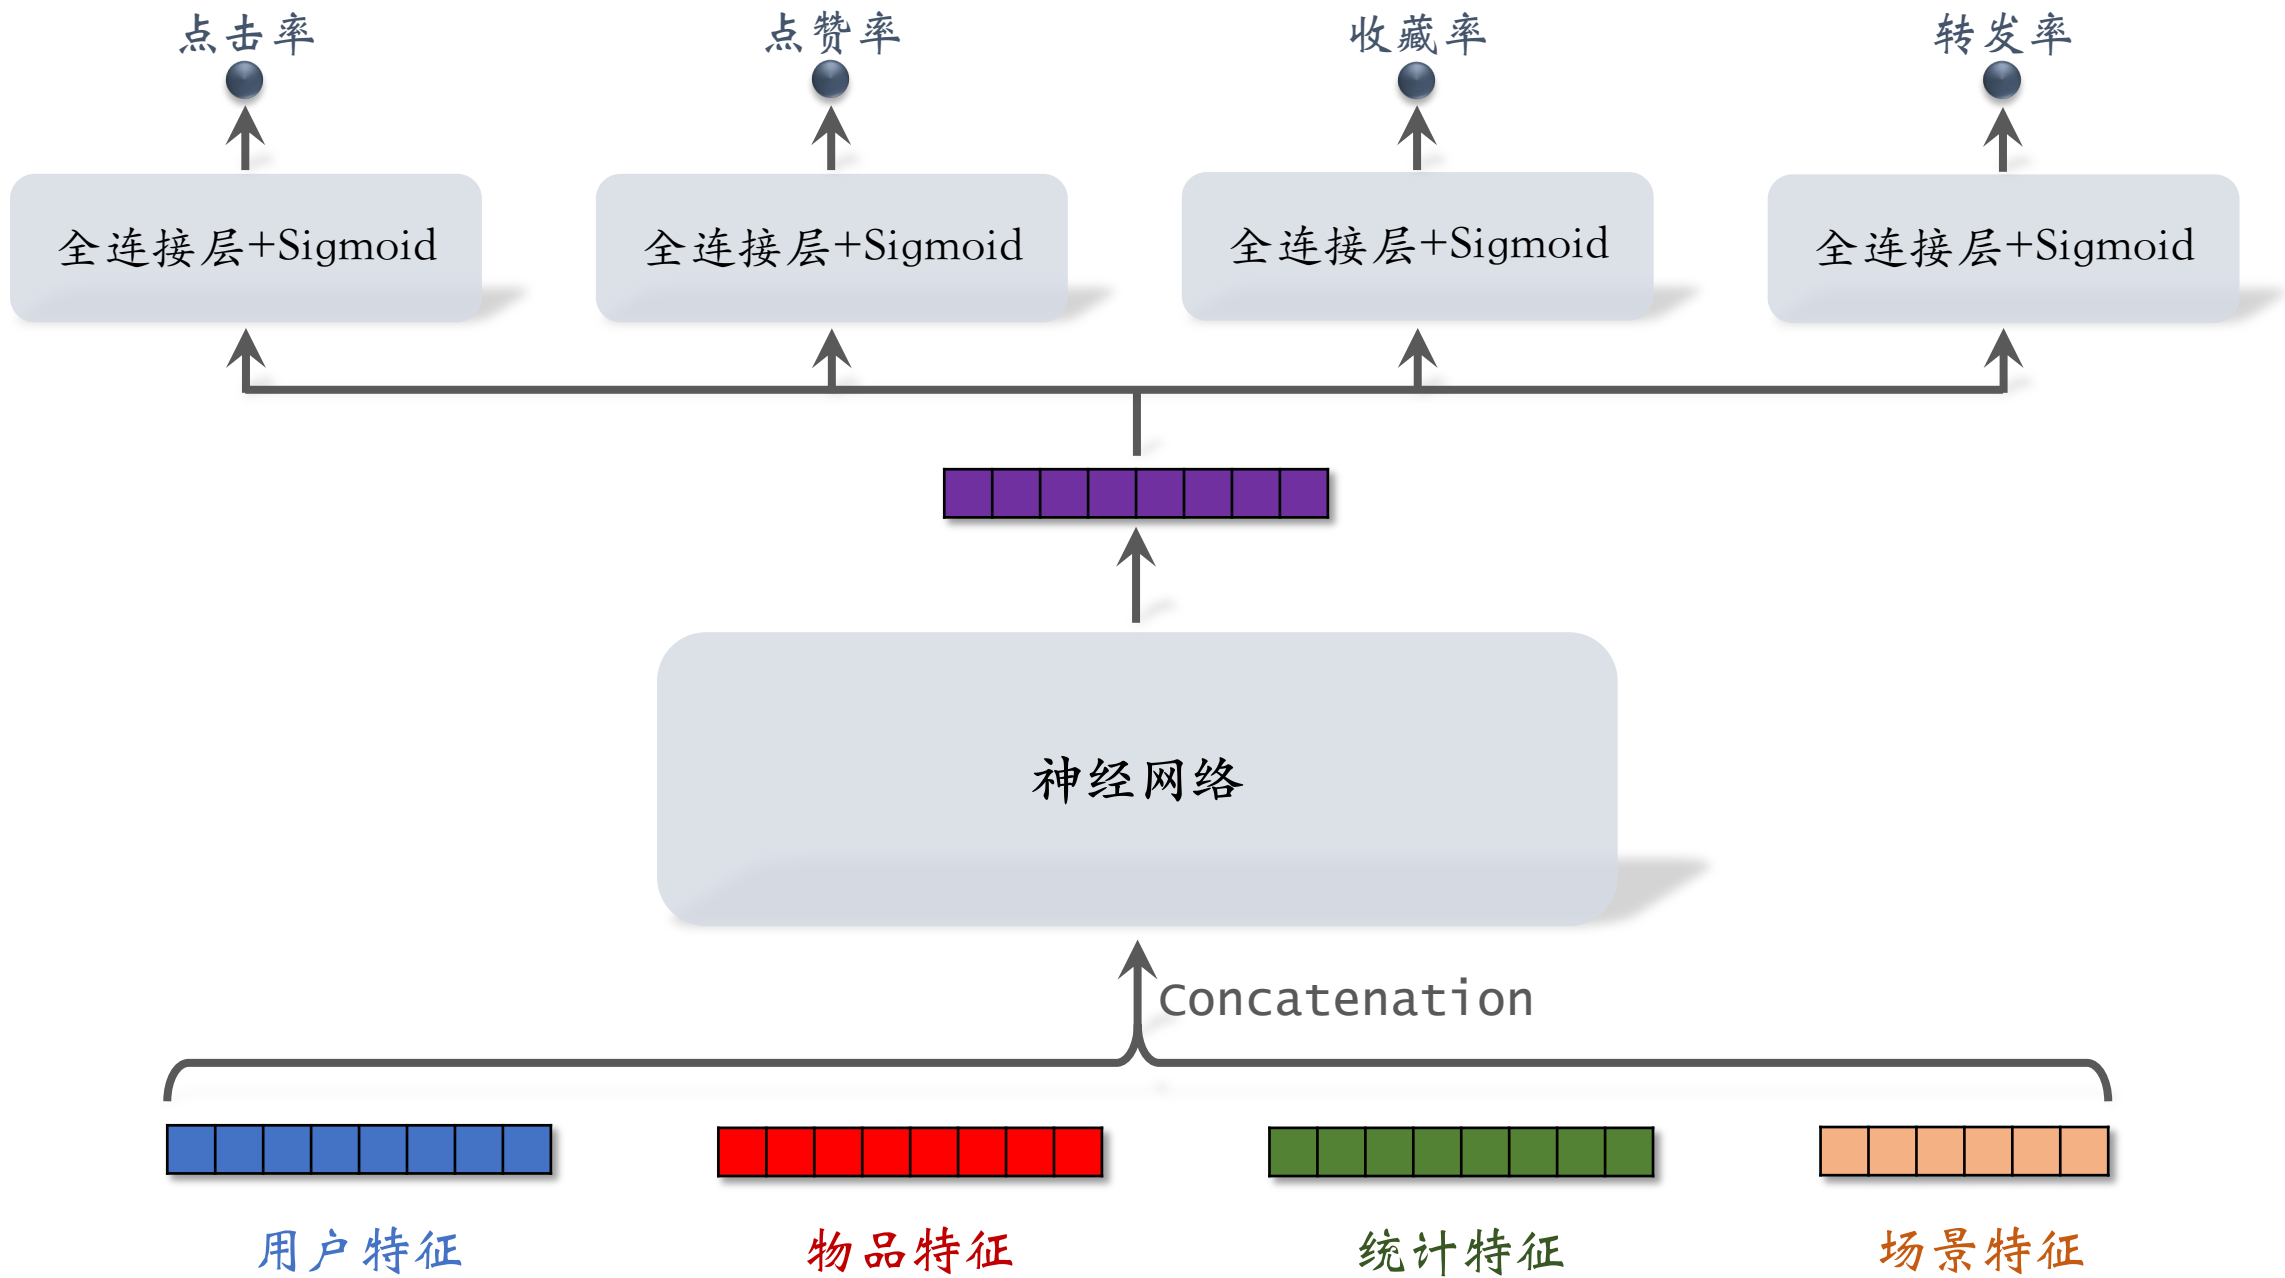 点击率
点赞率
收藏率
转发率
全连接层+Sigmoid
全连接层+Sigmoid
全连接层+Sigmoid
全连接层+Sigmoid
神经网络
Concatenation
用户特征
物品特征
统计特征
场景特征